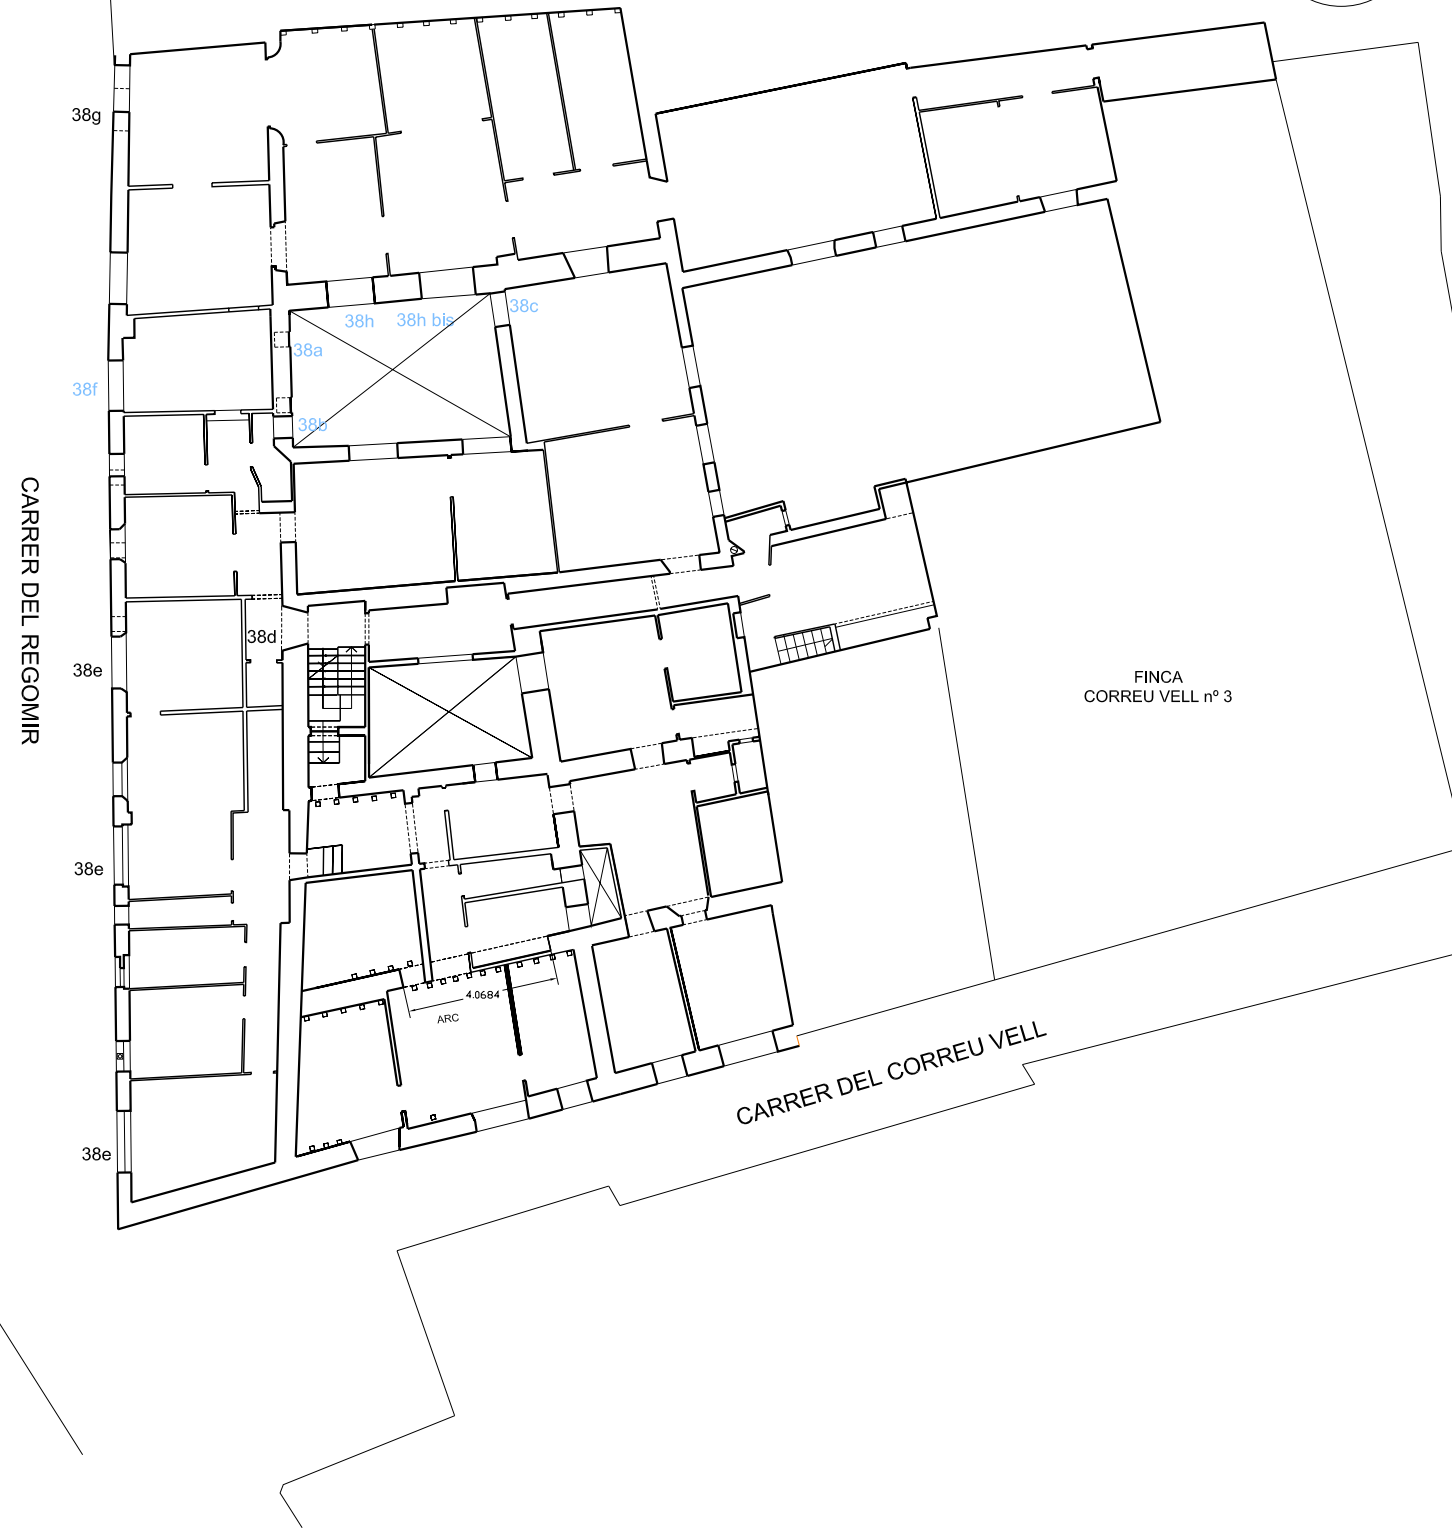 38g
38h
38h bis
38c
38a
38f
38b
CARRER DEL REGOMIR
38d
38e
FINCA
CORREU VELL nº 3
38e
4.0684
ARC
CARRER DEL CORREU VELL
38e